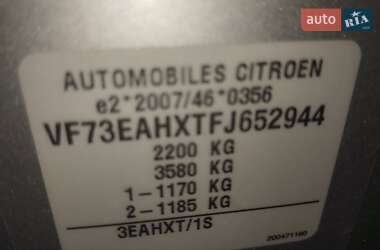 auto RIA.com
AUTOMOBILES CITROEN
e2*2007/46*0356
VF73EAHXTFJ652944
2200 KG
3580 KG
1-1170 KG
2-1185 KG
3EAHXT/1S